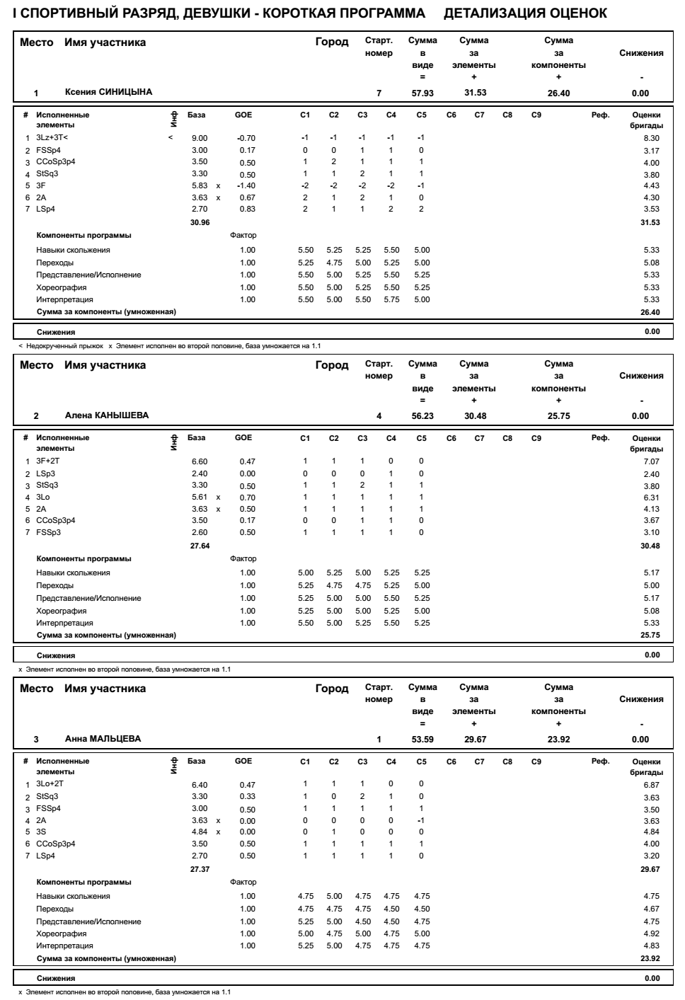 I СПОРТИВНЫЙ РАЗРЯД, ДЕВУШКИ - КОРОТКАЯ ПРОГРАММА ДЕТАЛИЗАЦИЯ ОЦЕНОК
Место Имя участника Город Старт. номер Сумма в виде = Сумма за элементы + Сумма за компоненты + Снижения -
1 Ксения СИНИЦЫНА 7 57.93 31.53 26.40 0.00
# Исполненные элементы Инф База GOE C1 C2 C3 C4 C5 C6 C7 C8 C9 Реф. Оценки бригады
1 3Lz+3T< < 9.00 -0.70 -1 -1 -1 -1 -1 8.30
2 FSSp4 3.00 0.17 0 0 1 1 0 3.17
3 CCoSp3p4 3.50 0.50 1 2 1 1 1 4.00
4 StSq3 3.30 0.50 1 1 2 1 1 3.80
5 3F 5.83 x -1.40 -2 -2 -2 -2 -1 4.43
6 2A 3.63 x 0.67 2 1 2 1 0 4.30
7 LSp4 2.70 0.83 2 1 1 2 2 3.53
30.96 31.53
Компоненты программы Фактор
Навыки скольжения 1.00 5.50 5.25 5.25 5.50 5.00 5.33
Переходы 1.00 5.25 4.75 5.00 5.25 5.00 5.08
Представление/Исполнение 1.00 5.50 5.00 5.25 5.50 5.25 5.33
Хореография 1.00 5.50 5.00 5.25 5.50 5.25 5.33
Интерпретация 1.00 5.50 5.00 5.50 5.75 5.00 5.33
Сумма за компоненты (умноженная) 26.40
Снижения 0.00
< Недокрученный прыжок x Элемент исполнен во второй половине, база умножается на 1.1
Место Имя участника Город Старт. номер Сумма в виде = Сумма за элементы + Сумма за компоненты + Снижения -
2 Алена КАНЫШЕВА 4 56.23 30.48 25.75 0.00
# Исполненные элементы Инф База GOE C1 C2 C3 C4 C5 C6 C7 C8 C9 Реф. Оценки бригады
1 3F+2T 6.60 0.47 1 1 1 0 0 7.07
2 LSp3 2.40 0.00 0 0 0 1 0 2.40
3 StSq3 3.30 0.50 1 1 2 1 1 3.80
4 3Lo 5.61 x 0.70 1 1 1 1 1 6.31
5 2A 3.63 x 0.50 1 1 1 1 1 4.13
6 CCoSp3p4 3.50 0.17 0 0 1 1 0 3.67
7 FSSp3 2.60 0.50 1 1 1 1 0 3.10
27.64 30.48
Компоненты программы Фактор
Навыки скольжения 1.00 5.00 5.25 5.00 5.25 5.25 5.17
Переходы 1.00 5.25 4.75 4.75 5.25 5.00 5.00
Представление/Исполнение 1.00 5.25 5.00 5.00 5.50 5.25 5.17
Хореография 1.00 5.25 5.00 5.00 5.25 5.00 5.08
Интерпретация 1.00 5.50 5.00 5.25 5.50 5.25 5.33
Сумма за компоненты (умноженная) 25.75
Снижения 0.00
x Элемент исполнен во второй половине, база умножается на 1.1
Место Имя участника Город Старт. номер Сумма в виде = Сумма за элементы + Сумма за компоненты + Снижения -
3 Анна МАЛЬЦЕВА 1 53.59 29.67 23.92 0.00
# Исполненные элементы Инф База GOE C1 C2 C3 C4 C5 C6 C7 C8 C9 Реф. Оценки бригады
1 3Lo+2T 6.40 0.47 1 1 1 0 0 6.87
2 StSq3 3.30 0.33 1 0 2 1 0 3.63
3 FSSp4 3.00 0.50 1 1 1 1 1 3.50
4 2A 3.63 x 0.00 0 0 0 0 -1 3.63
5 3S 4.84 x 0.00 0 1 0 0 0 4.84
6 CCoSp3p4 3.50 0.50 1 1 1 1 1 4.00
7 LSp4 2.70 0.50 1 1 1 1 0 3.20
27.37 29.67
Компоненты программы Фактор
Навыки скольжения 1.00 4.75 5.00 4.75 4.75 4.75 4.75
Переходы 1.00 4.75 4.75 4.75 4.50 4.50 4.67
Представление/Исполнение 1.00 5.25 5.00 4.50 4.50 4.75 4.75
Хореография 1.00 5.00 4.75 5.00 4.75 5.00 4.92
Интерпретация 1.00 5.25 5.00 4.75 4.75 4.75 4.83
Сумма за компоненты (умноженная) 23.92
Снижения 0.00
x Элемент исполнен во второй половине, база умножается на 1.1